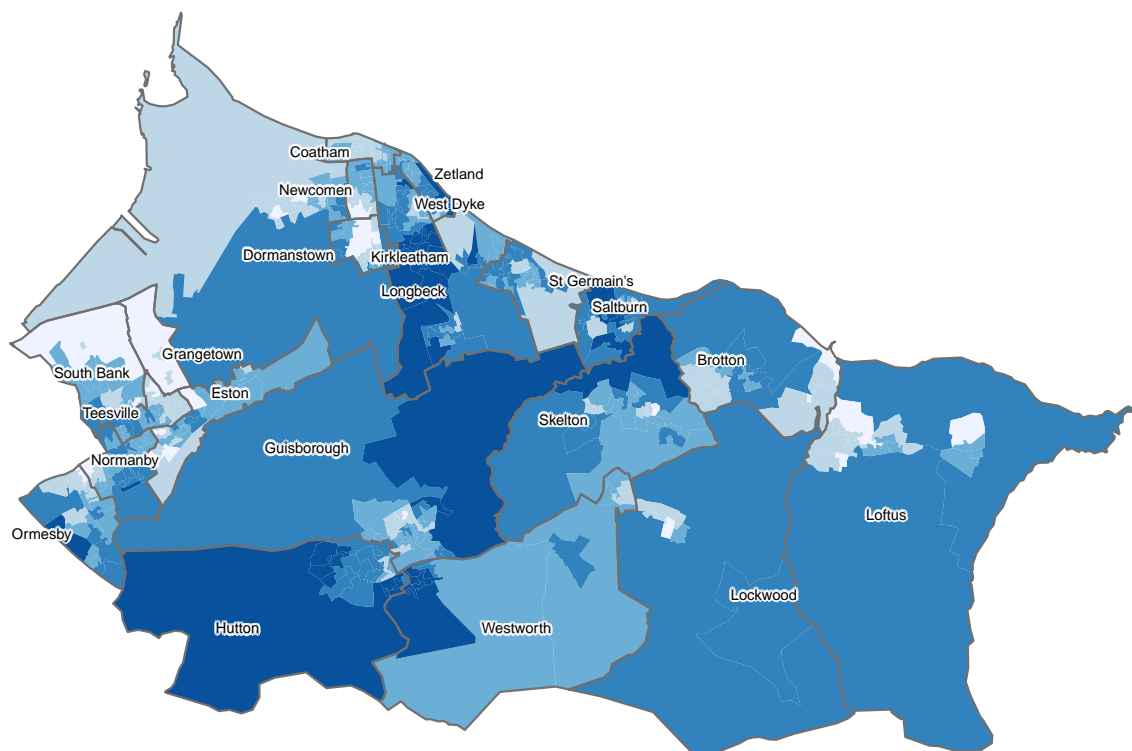 Coatham
Zetland
Newcomen
West Dyke
Dormanstown
Kirkleatham
Longbeck
St Germain's
Saltburn
Grangetown
South Bank
Brotton
Eston
Teesville
Skelton
Guisborough
Normanby
Loftus
Ormesby
Lockwood
Hutton
Westworth